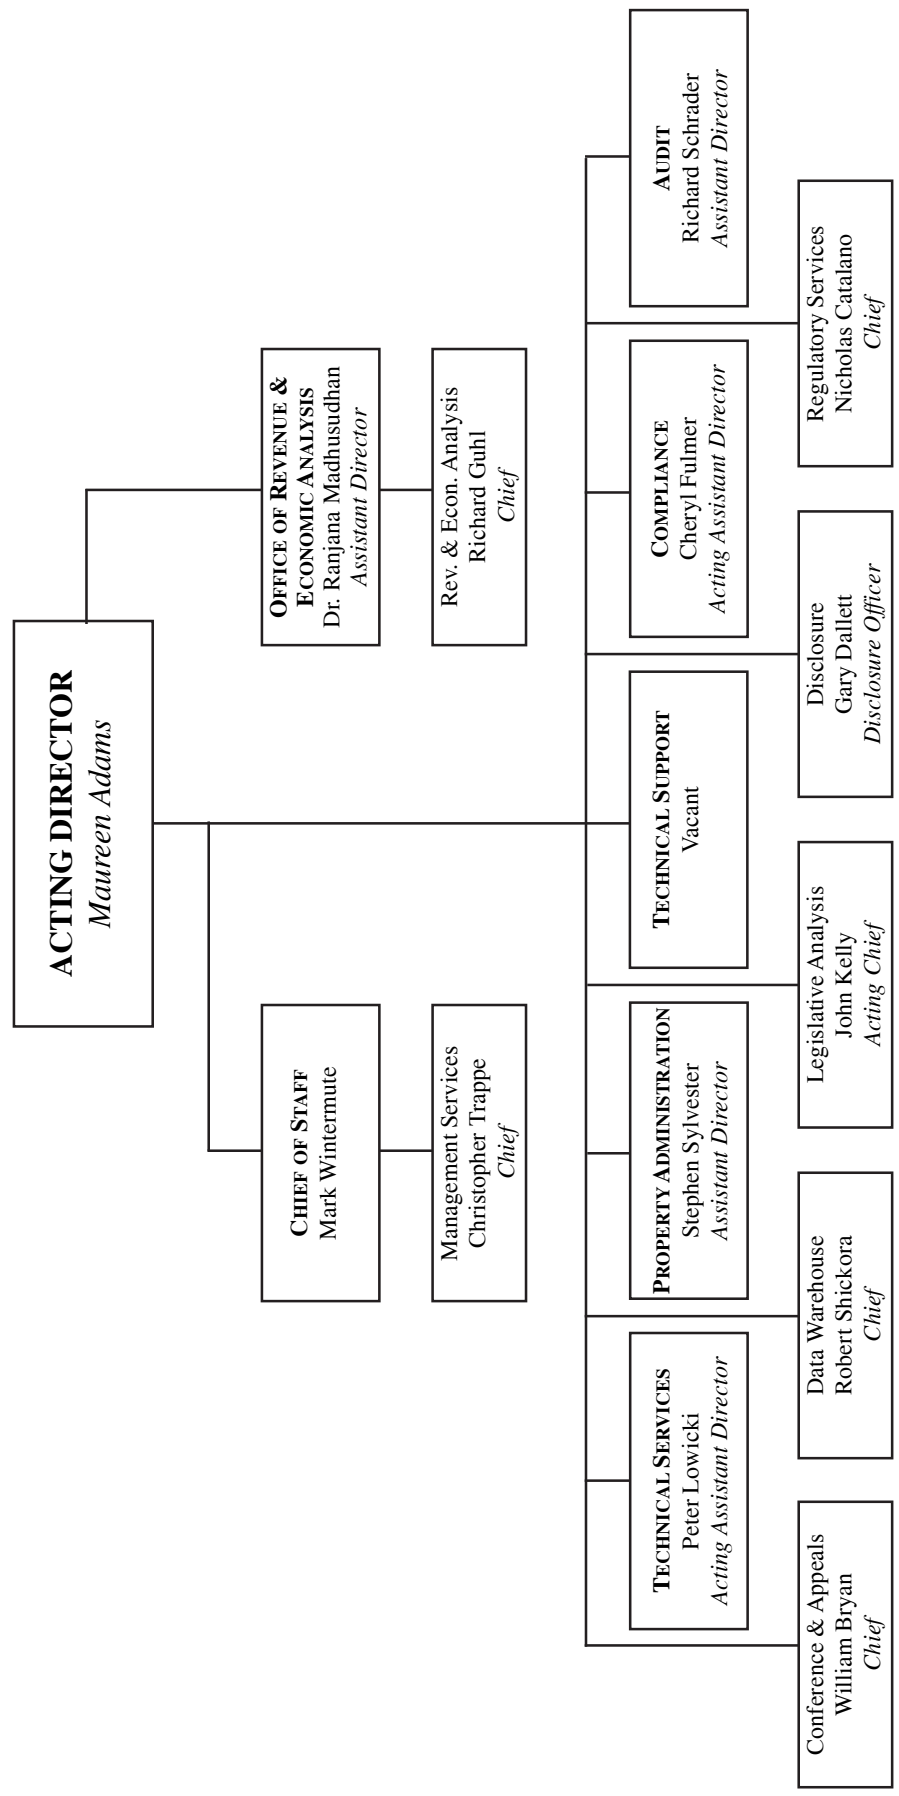 ACTING DIRECTOR
Maureen Adams
CHIEF OF STAFF
Mark Wintermute
OFFICE OF REVENUE &
ECONOMIC ANALYSIS
Dr. Ranjana Madhusudhan
Assistant Director
Management Services
Christopher Trappe
Chief
Rev. & Econ. Analysis
Richard Guhl
Chief
TECHNICAL SERVICES
Peter Lowicki
Acting Assistant Director
PROPERTY ADMINISTRATION
Stephen Sylvester
Assistant Director
TECHNICAL SUPPORT
Vacant
COMPLIANCE
Cheryl Fulmer
Acting Assistant Director
AUDIT
Richard Schrader
Assistant Director
Conference & Appeals
William Bryan
Chief
Data Warehouse
Robert Shickora
Chief
Legislative Analysis
John Kelly
Acting Chief
Disclosure
Gary Dallett
Disclosure Officer
Regulatory Services
Nicholas Catalano
Chief